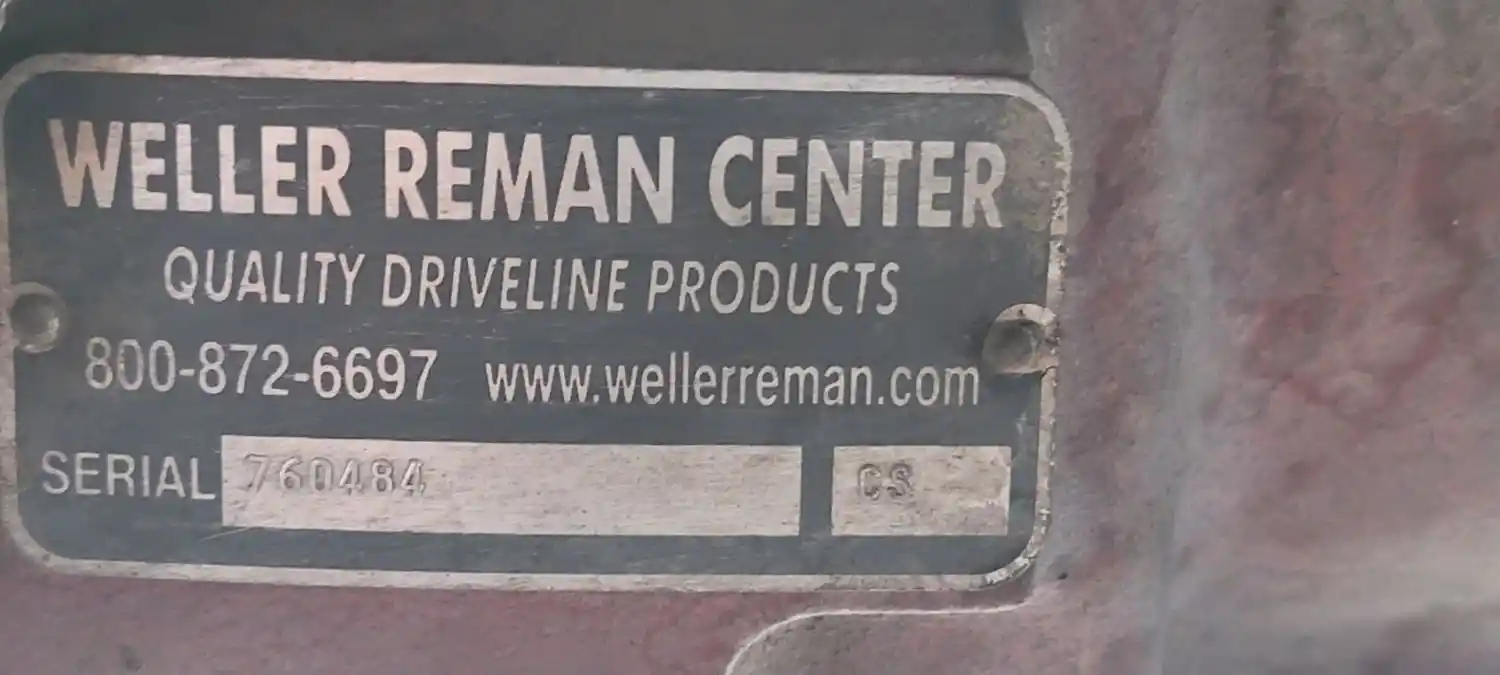 WELLER REMAN CENTER
QUALITY DRIVELINE PRODUCTS
800-872-6697 www.wellerreman.com
SERIAL 760484 CS